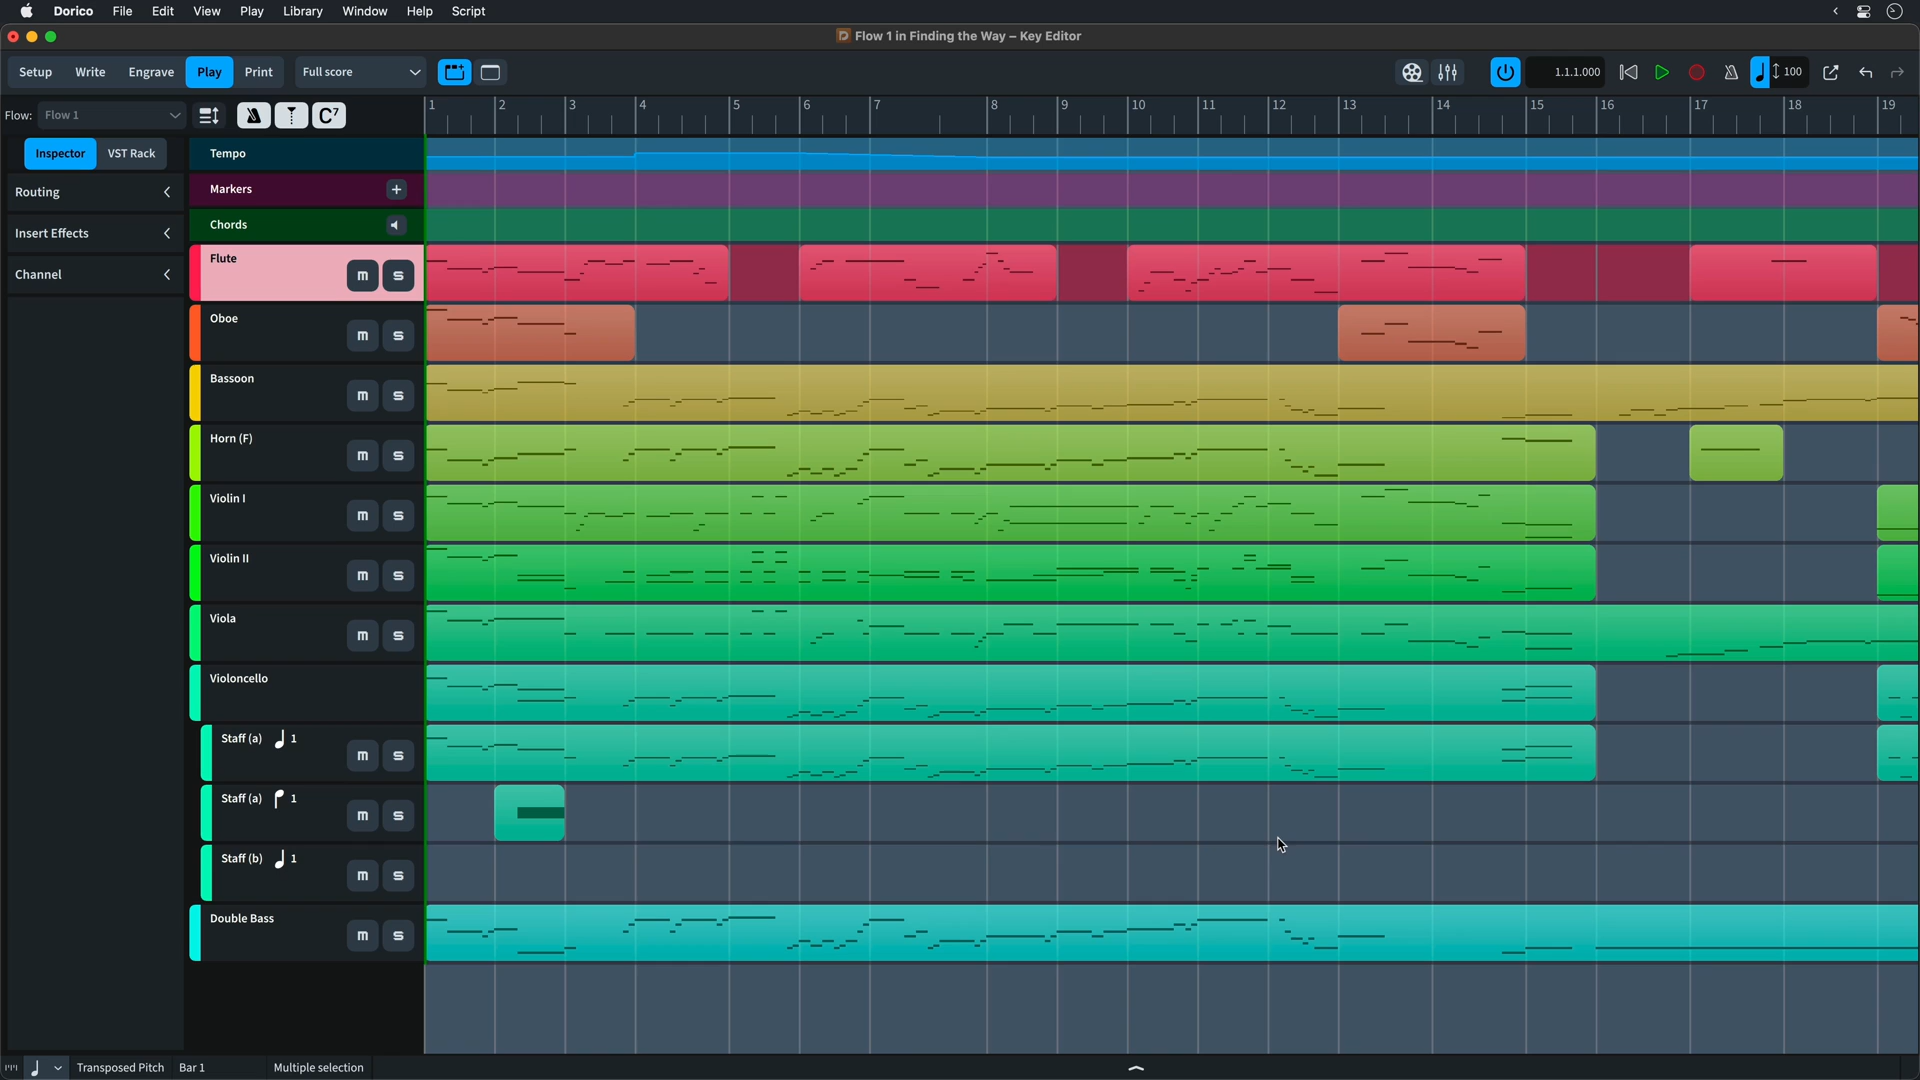 Dorico File Edit View Play Library Window Help Script
Flow 1 in Finding the Way – Key Editor
Setup Write Engrave Play Print Full score 1.1.1.000 100
Flow: Flow 1 C7 1 2 3 4 5 6 7 8 9 10 11 12 13 14 15 16 17 18 19
Inspector VST Rack Tempo
Routing Markers +
Insert Effects Chords
Channel
Flute
m s
Oboe
m s
Bassoon
m s
Horn (F)
m s
Violin I
m s
Violin II
m s
Viola
m s
Violoncello
Staff (a) 1
m s
Staff (a) 1
m s
Staff (b) 1
m s
Double Bass
m s
Transposed Pitch Bar 1 Multiple selection